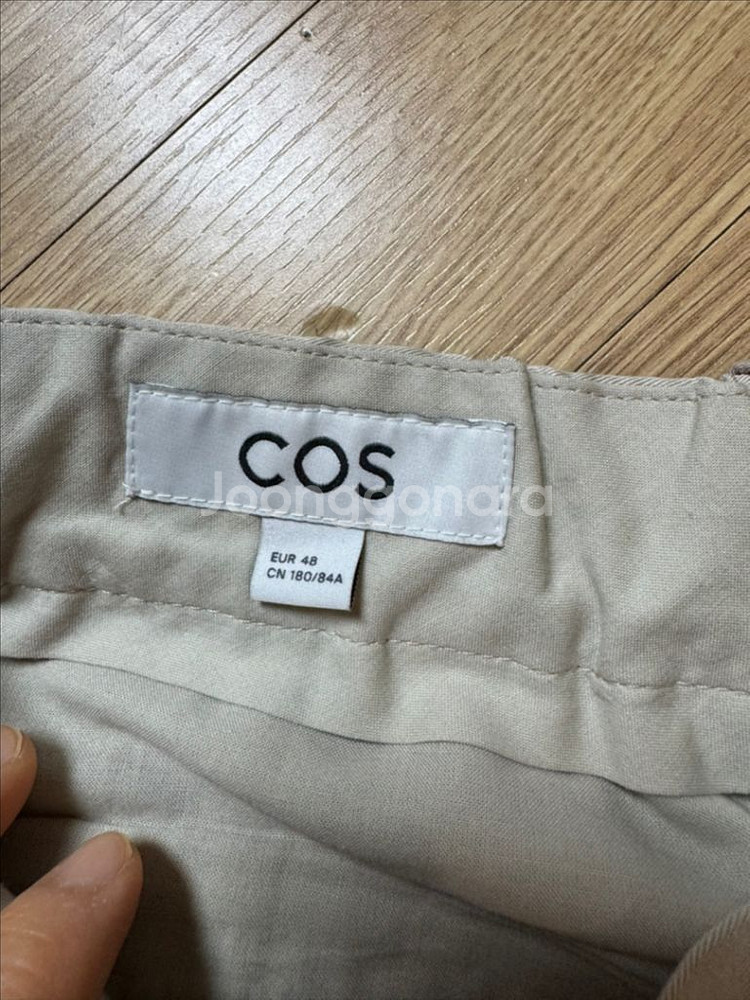 COS
Joonggonara
EUR 48
CN 180/84A